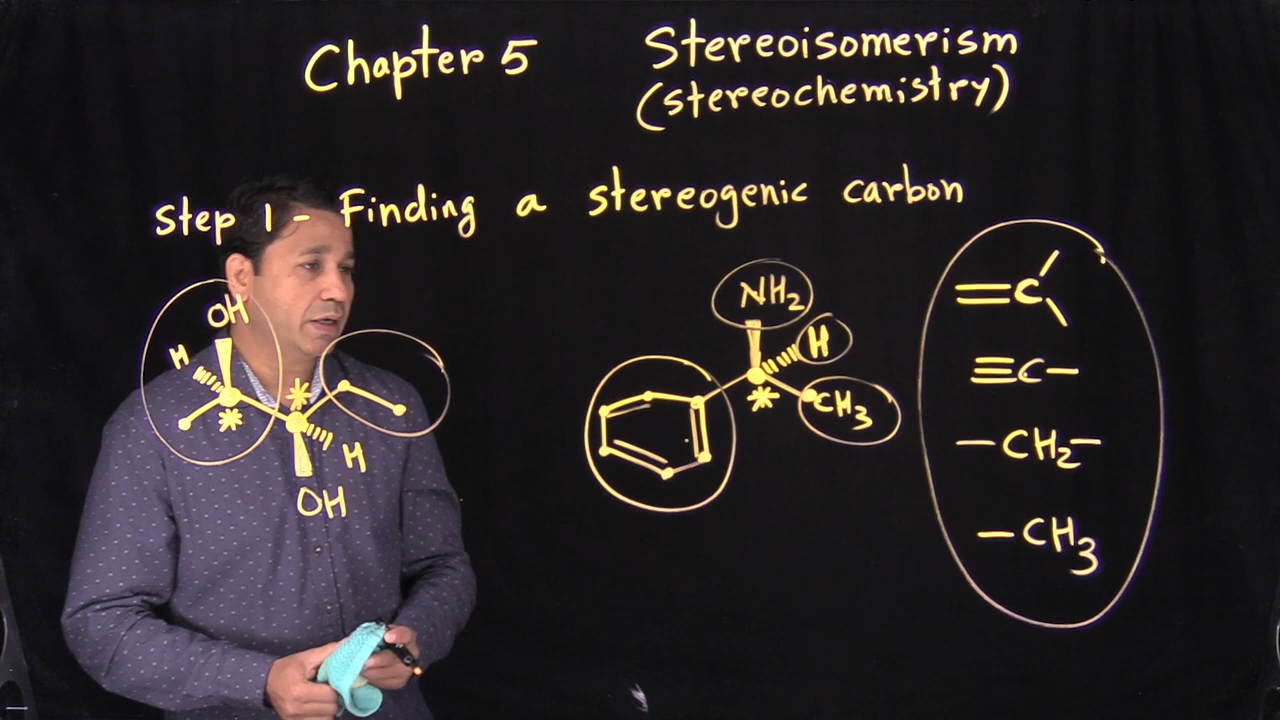 Chapter 5
Stereoisomerism
(stereochemistry)
Step 1 - Finding a stereogenic carbon
OH
H
*
*
H
OH
NH₂
H
*
CH₃
=C
≡C-
-CH₂-
-CH₃